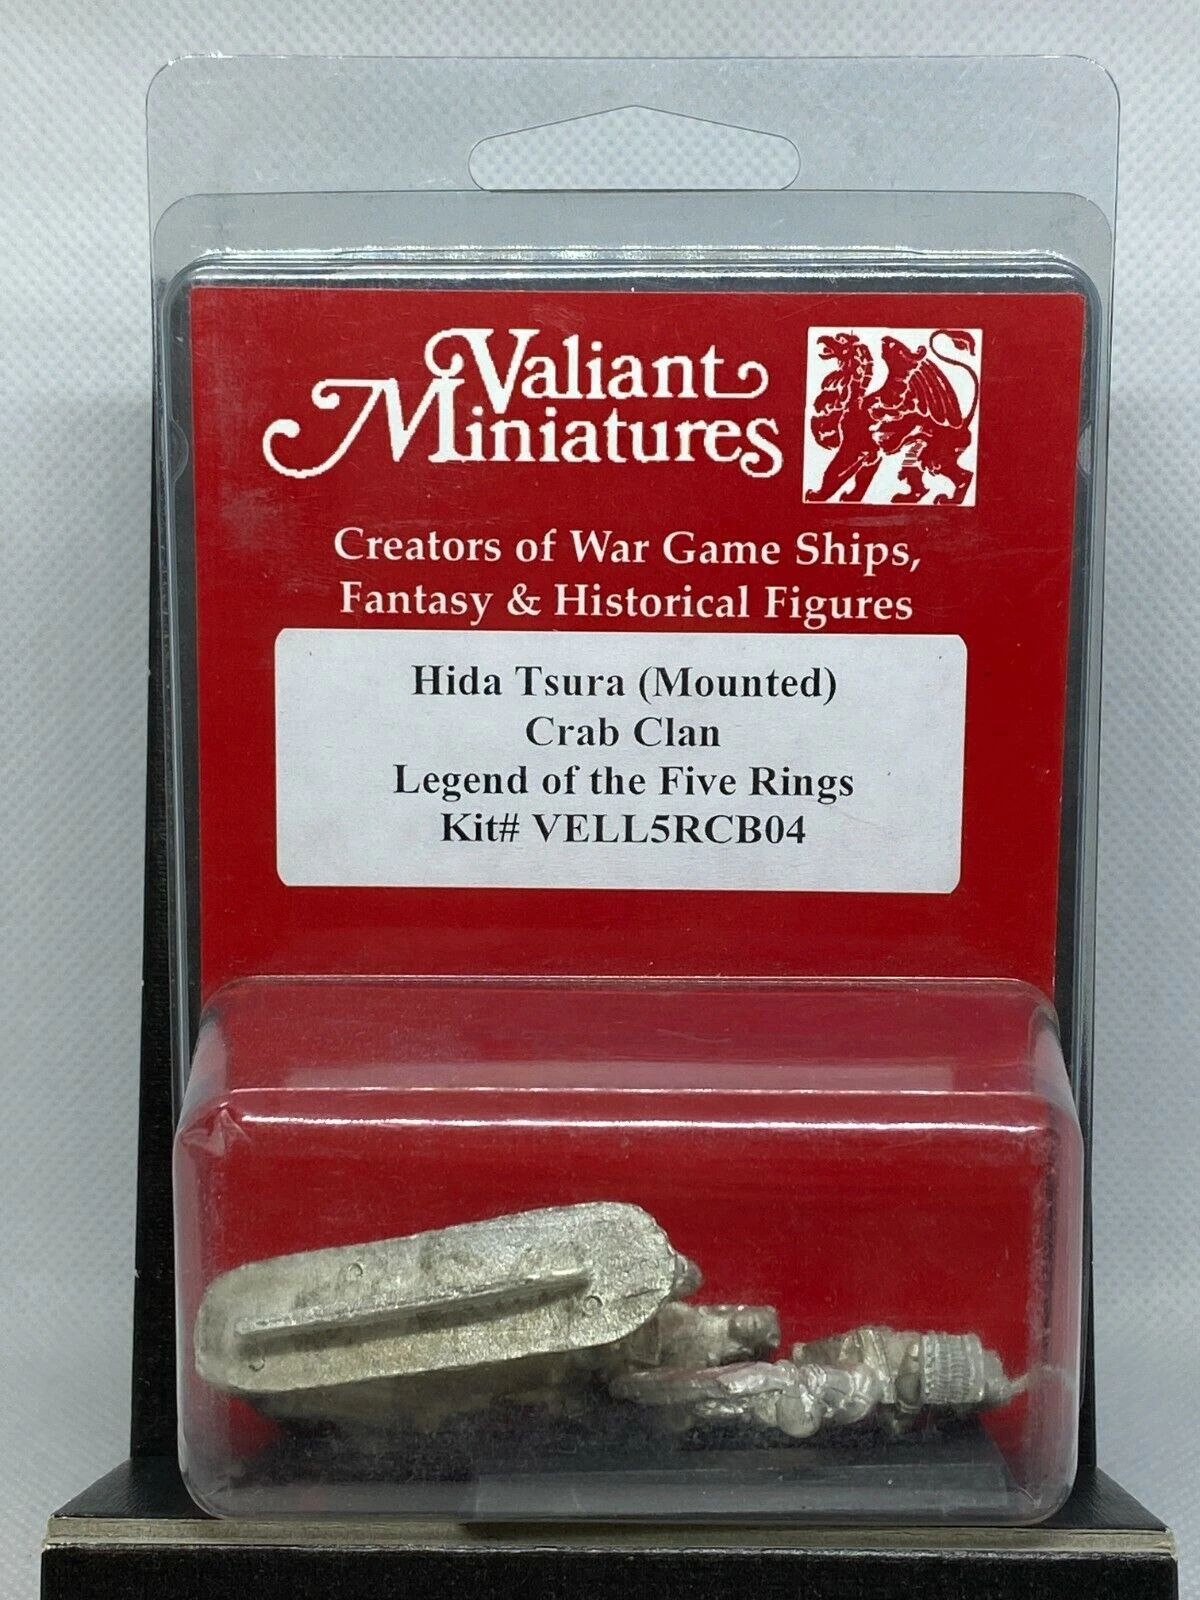 Valiant
Miniatures
Creators of War Game Ships,
Fantasy & Historical Figures
Hida Tsura (Mounted)
Crab Clan
Legend of the Five Rings
Kit# VELL5RCB04